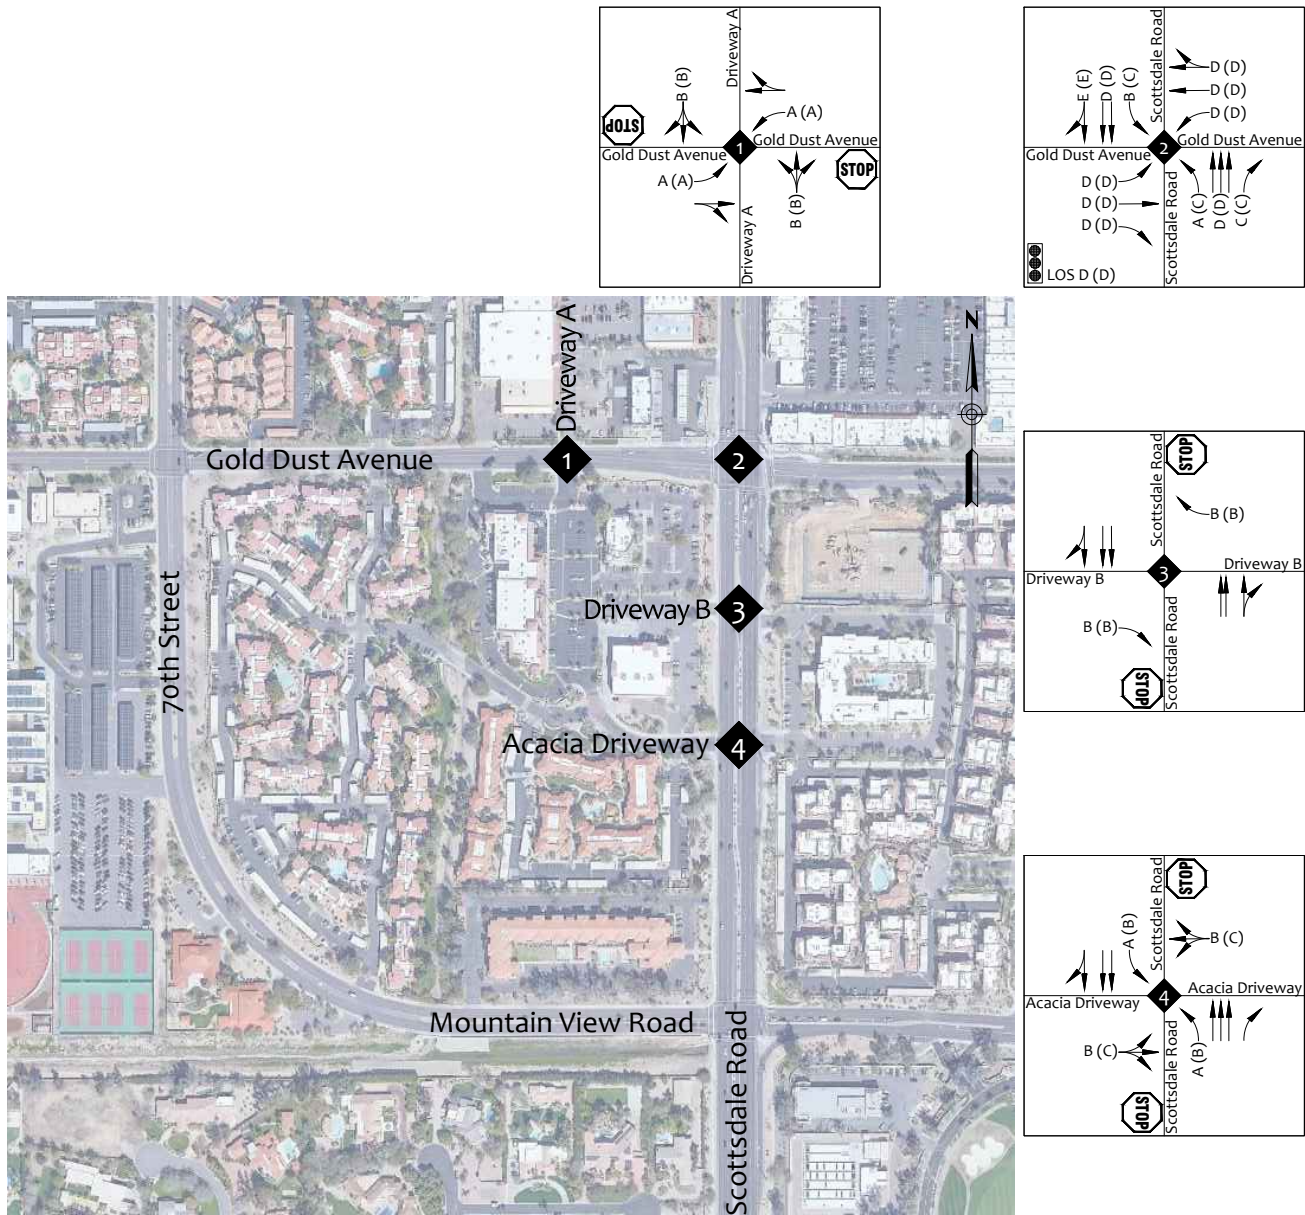 Driveway A
B (B)
STOP
A (A)
Gold Dust Avenue
1
Gold Dust Avenue
A (A)
STOP
B (B)
Driveway A
Scottsdale Road
E (E)
D (D)
B (C)
D (D)
D (D)
D (D)
Gold Dust Avenue
2
Gold Dust Avenue
D (D)
D (D)
D (D)
A (C)
D (D)
C (C)
Scottsdale Road
LOS D (D)
Driveway A
N
Gold Dust Avenue
1
2
70th Street
Driveway B
3
Acacia Driveway
4
Mountain View Road
Scottsdale Road
Scottsdale Road
STOP
B (B)
Driveway B
3
Driveway B
B (B)
STOP
Scottsdale Road
Scottsdale Road
STOP
A (B)
B (C)
Acacia Driveway
4
Acacia Driveway
B (C)
A (B)
STOP
Scottsdale Road